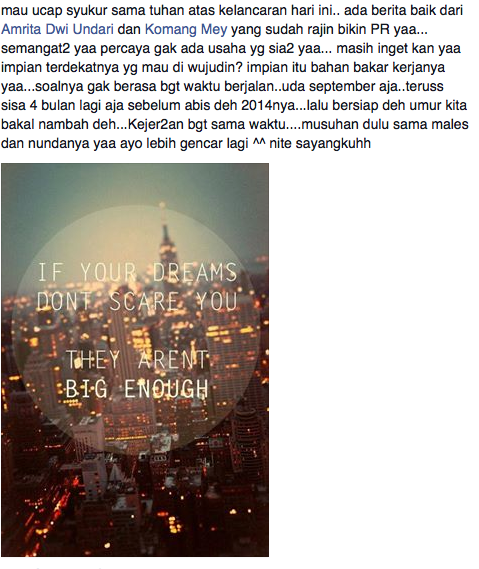 mau ucap syukur sama tuhan atas kelancaran hari ini.. ada berita baik dari
Amrita Dwi Undari dan Komang Mey yang sudah rajin bikin PR yaa...
semangat2 yaa percaya gak ada usaha yg sia2 yaa... masih inget kan yaa
impian terdekatnya yg mau di wujudin? impian itu bahan bakar kerjanya
yaa...soalnya gak berasa bgt waktu berjalan..uda september aja..teruss
sisa 4 bulan lagi aja sebelum abis deh 2014nya...lalu bersiap deh umur kita
bakal nambah deh...Kejer2an bgt sama waktu....musuhan dulu sama males
dan nundanya yaa ayo lebih gencar lagi ^^ nite sayangkuhh
IF YOUR DREAMS
DONT SCARE YOU
THEY ARENT
BIG ENOUGH